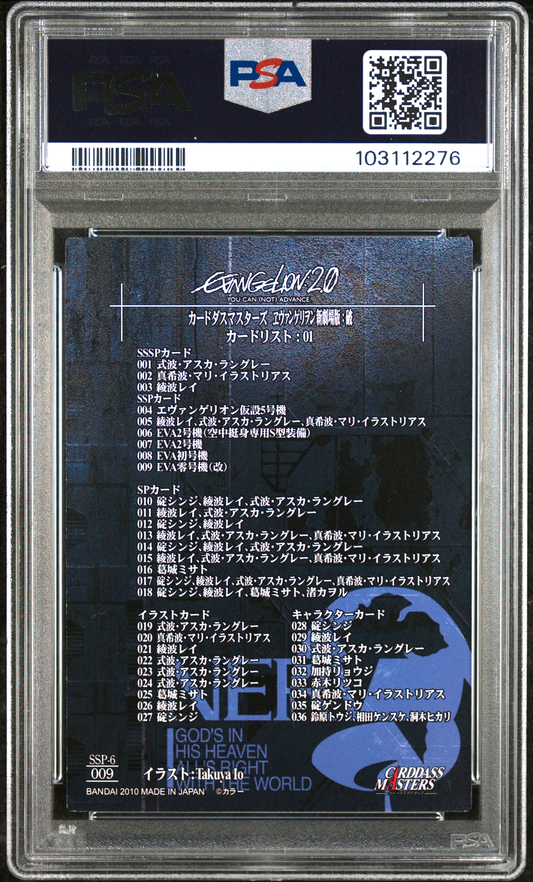 PSA
PSA
103112276
EVANGELION 2.0
YOU CAN (NOT) ADVANCE.
カードダスマスターズ ヱヴァンゲリヲン新劇場版:破
カードリスト:01
SSSPカード
001 式波・アスカ・ラングレー
002 真希波・マリ・イラストリアス
003 綾波レイ
SSPカード
004 エヴァンゲリオン仮設5号機
005 綾波レイ、式波・アスカ・ラングレー、真希波・マリ・イラストリアス
006 EVA2号機(空中挺身専用S型装備)
007 EVA2号機
008 EVA初号機
009 EVA零号機(改)
SPカード
010 碇シンジ、綾波レイ、式波・アスカ・ラングレー
011 綾波レイ、式波・アスカ・ラングレー
012 碇シンジ、綾波レイ
013 綾波レイ、式波・アスカ・ラングレー、真希波・マリ・イラストリアス
014 碇シンジ、綾波レイ、式波・アスカ・ラングレー
015 綾波レイ、式波・アスカ・ラングレー、真希波・マリ・イラストリアス
016 葛城ミサト
017 碇シンジ、綾波レイ、式波・アスカ・ラングレー、真希波・マリ・イラストリアス
018 碇シンジ、綾波レイ、葛城ミサト、渚カヲル
イラストカード
019 式波・アスカ・ラングレー
020 真希波・マリ・イラストリアス
021 綾波レイ
022 式波・アスカ・ラングレー
023 式波・アスカ・ラングレー
024 式波・アスカ・ラングレー
025 葛城ミサト
026 綾波レイ
027 碇シンジ
キャラクターカード
028 碇シンジ
029 綾波レイ
030 式波・アスカ・ラングレー
031 葛城ミサト
032 加持リョウジ
033 赤木リツコ
034 真希波・マリ・イラストリアス
035 碇ゲンドウ
036 鈴原トウジ、相田ケンスケ、洞木ヒカリ
NER
GOD'S IN
HIS HEAVEN
ALL'S RIGHT
WITH THE WORLD
SSP-6
009
イラスト:Takuya Io
BANDAI 2010 MADE IN JAPAN ©カラー
CARDDASS
MASTERS
PSA